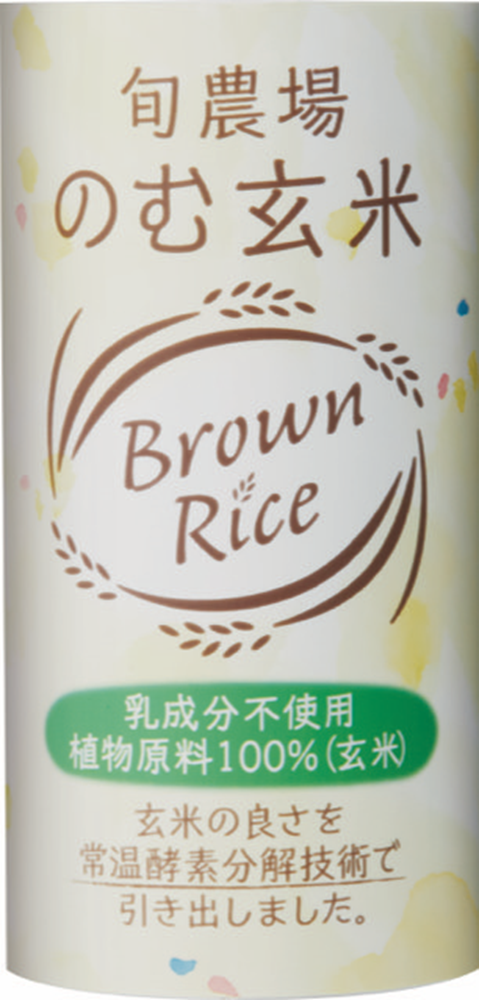 旬農場
のむ玄米
Brown
Rice
乳成分不使用
植物原料100%(玄米)
玄米の良さを
常温酵素分解技術で
引き出しました。